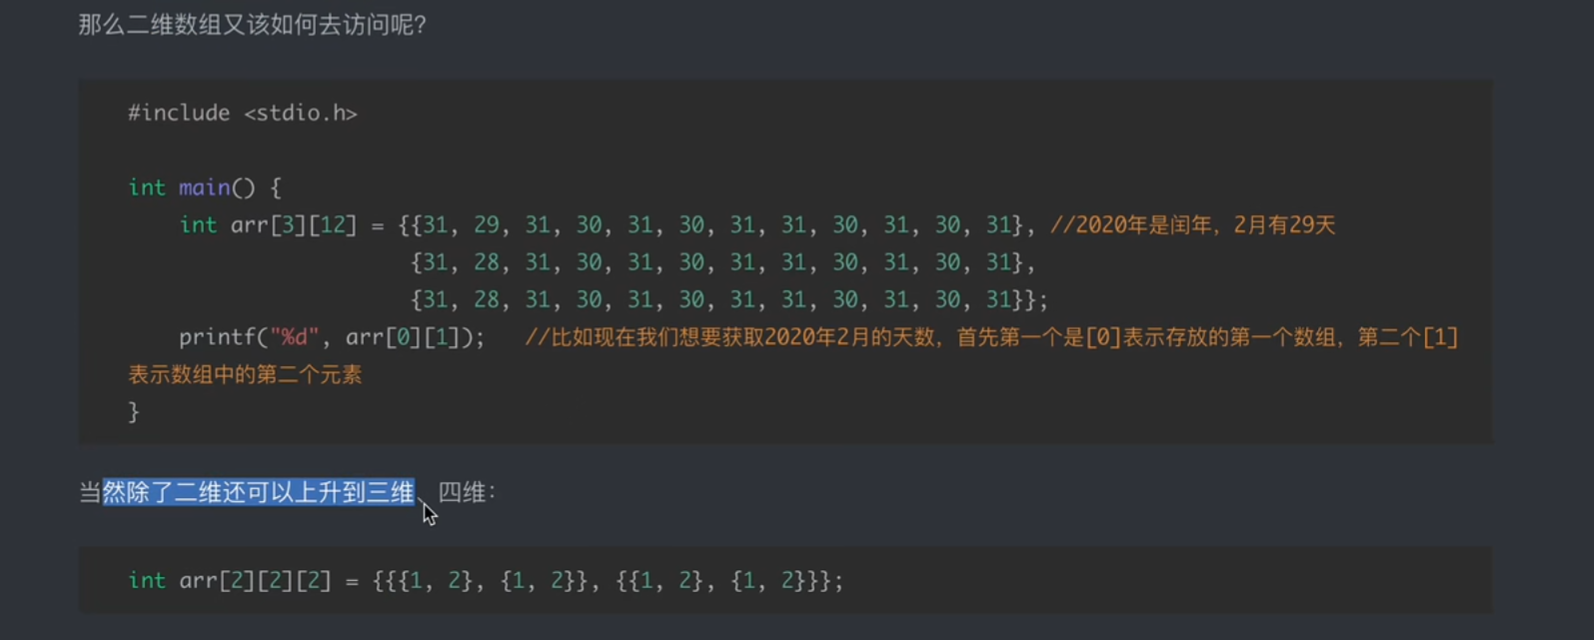 那么二维数组又该如何去访问呢?
#include <stdio.h>
int main() {
    int arr[3][12] = {{31, 29, 31, 30, 31, 30, 31, 31, 30, 31, 30, 31}, //2020年是闰年，2月有29天
                      {31, 28, 31, 30, 31, 30, 31, 31, 30, 31, 30, 31},
                      {31, 28, 31, 30, 31, 30, 31, 31, 30, 31, 30, 31}};
    printf("%d", arr[0][1]);   //比如现在我们想要获取2020年2月的天数，首先第一个是[0]表示存放的第一个数组，第二个[1]
表示数组中的第二个元素
}
当然除了二维还可以上升到三维、四维：
int arr[2][2][2] = {{{1, 2}, {1, 2}}, {{1, 2}, {1, 2}}};